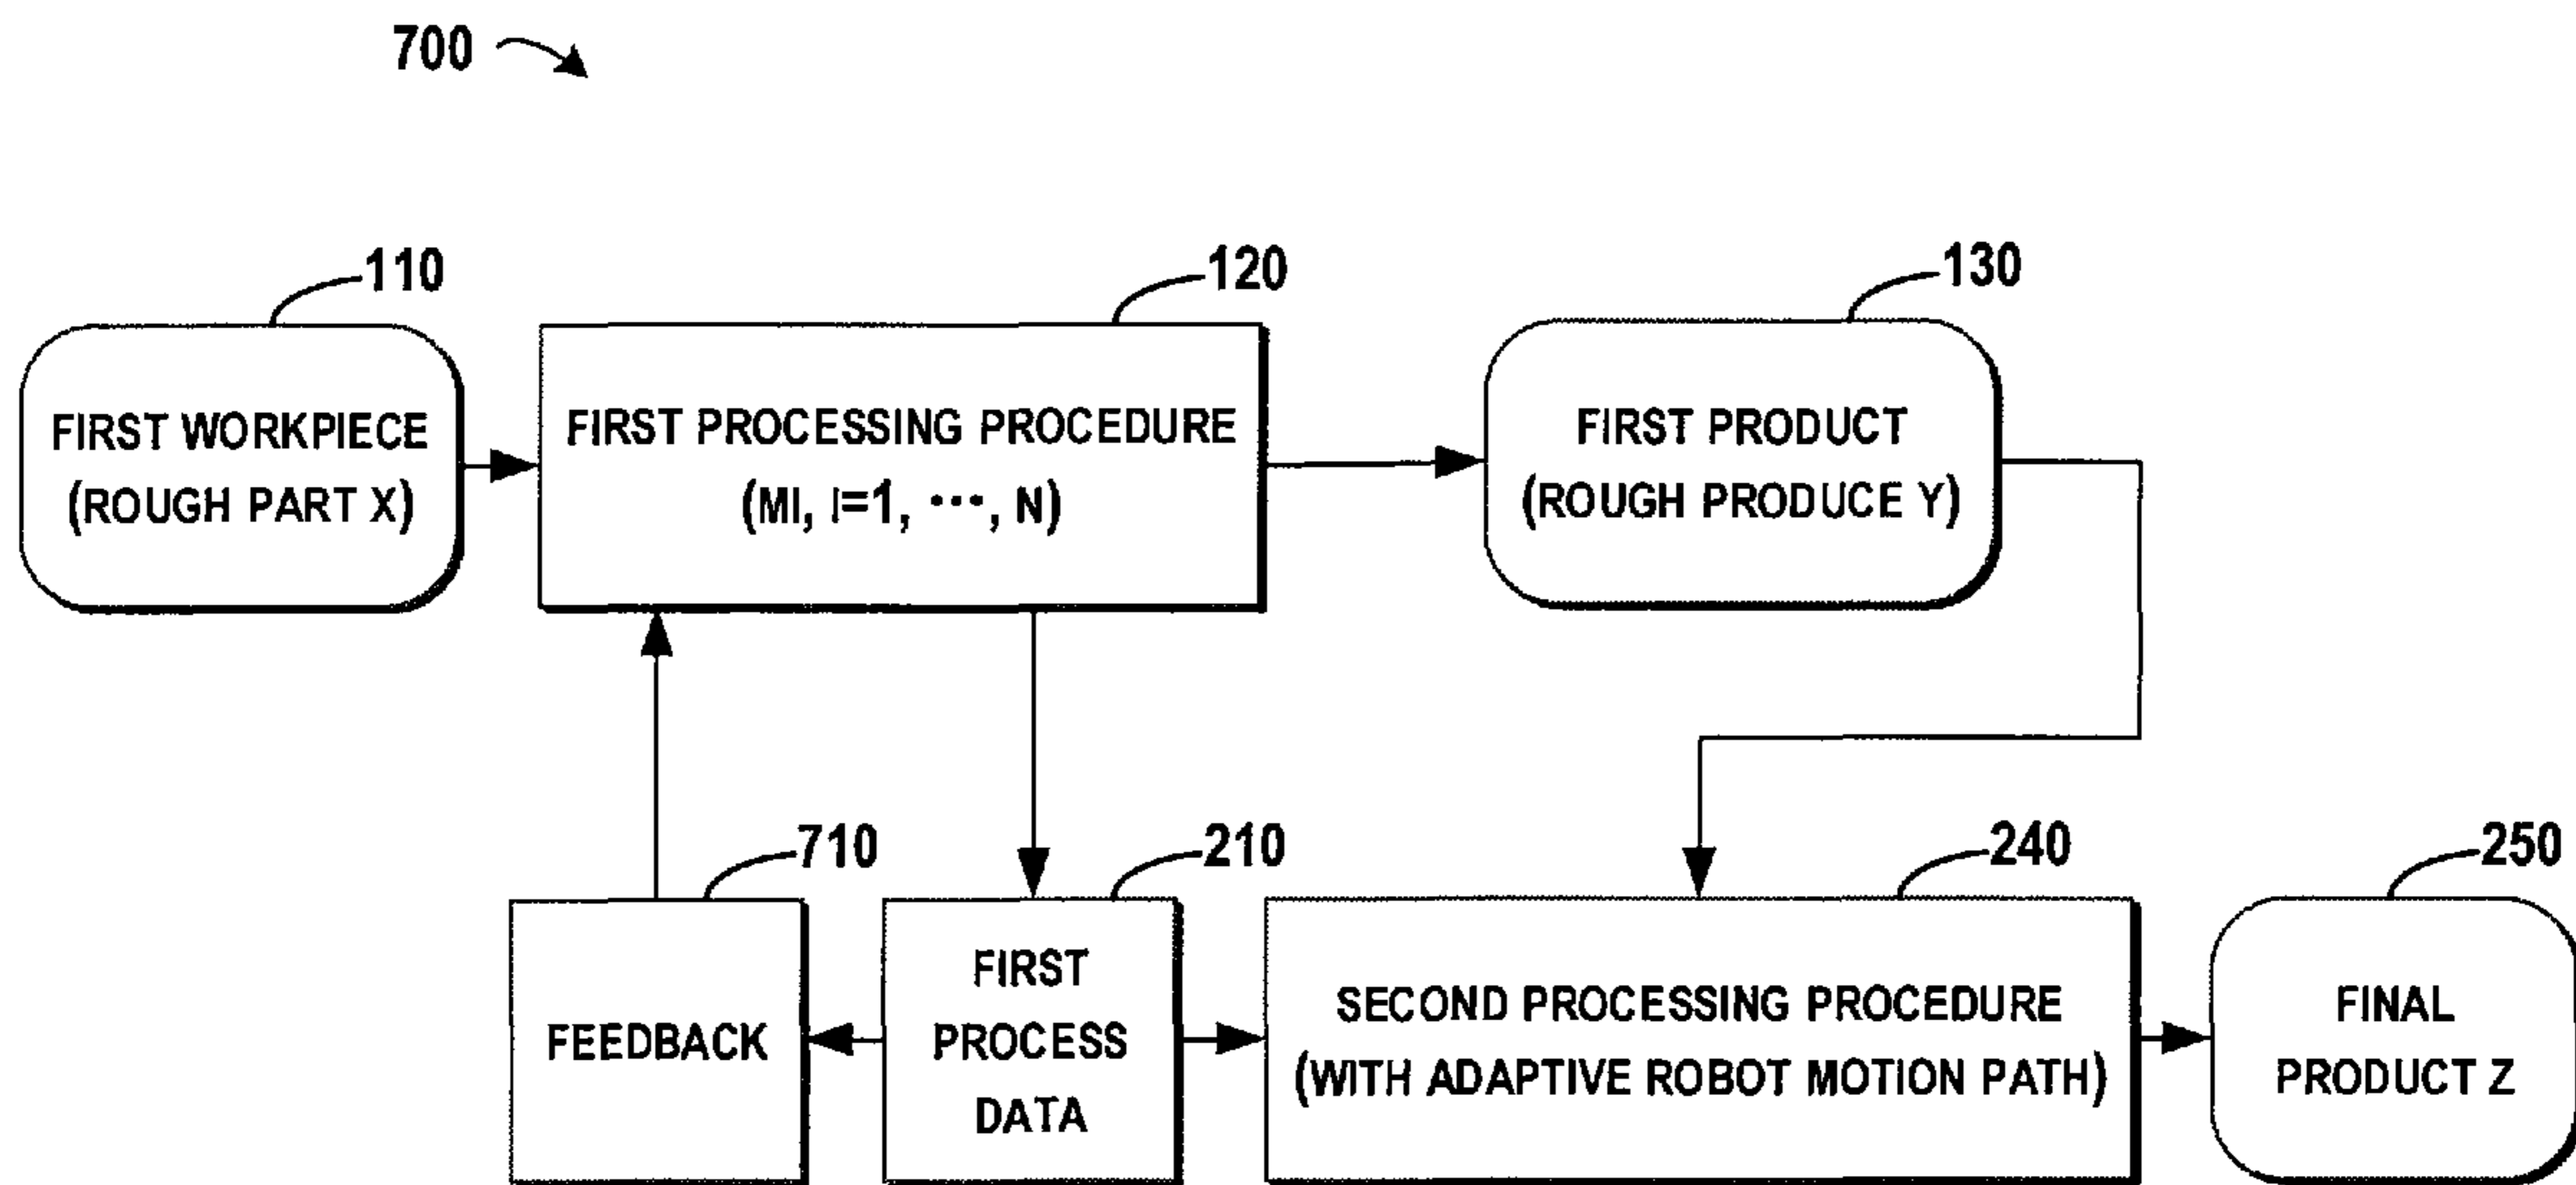 700
110
120
130
FIRST WORKPIECE
(ROUGH PART X)
FIRST PROCESSING PROCEDURE
(MI, I=1, ···, N)
FIRST PRODUCT
(ROUGH PRODUCE Y)
710
210
240
250
FEEDBACK
FIRST
PROCESS
DATA
SECOND PROCESSING PROCEDURE
(WITH ADAPTIVE ROBOT MOTION PATH)
FINAL
PRODUCT Z